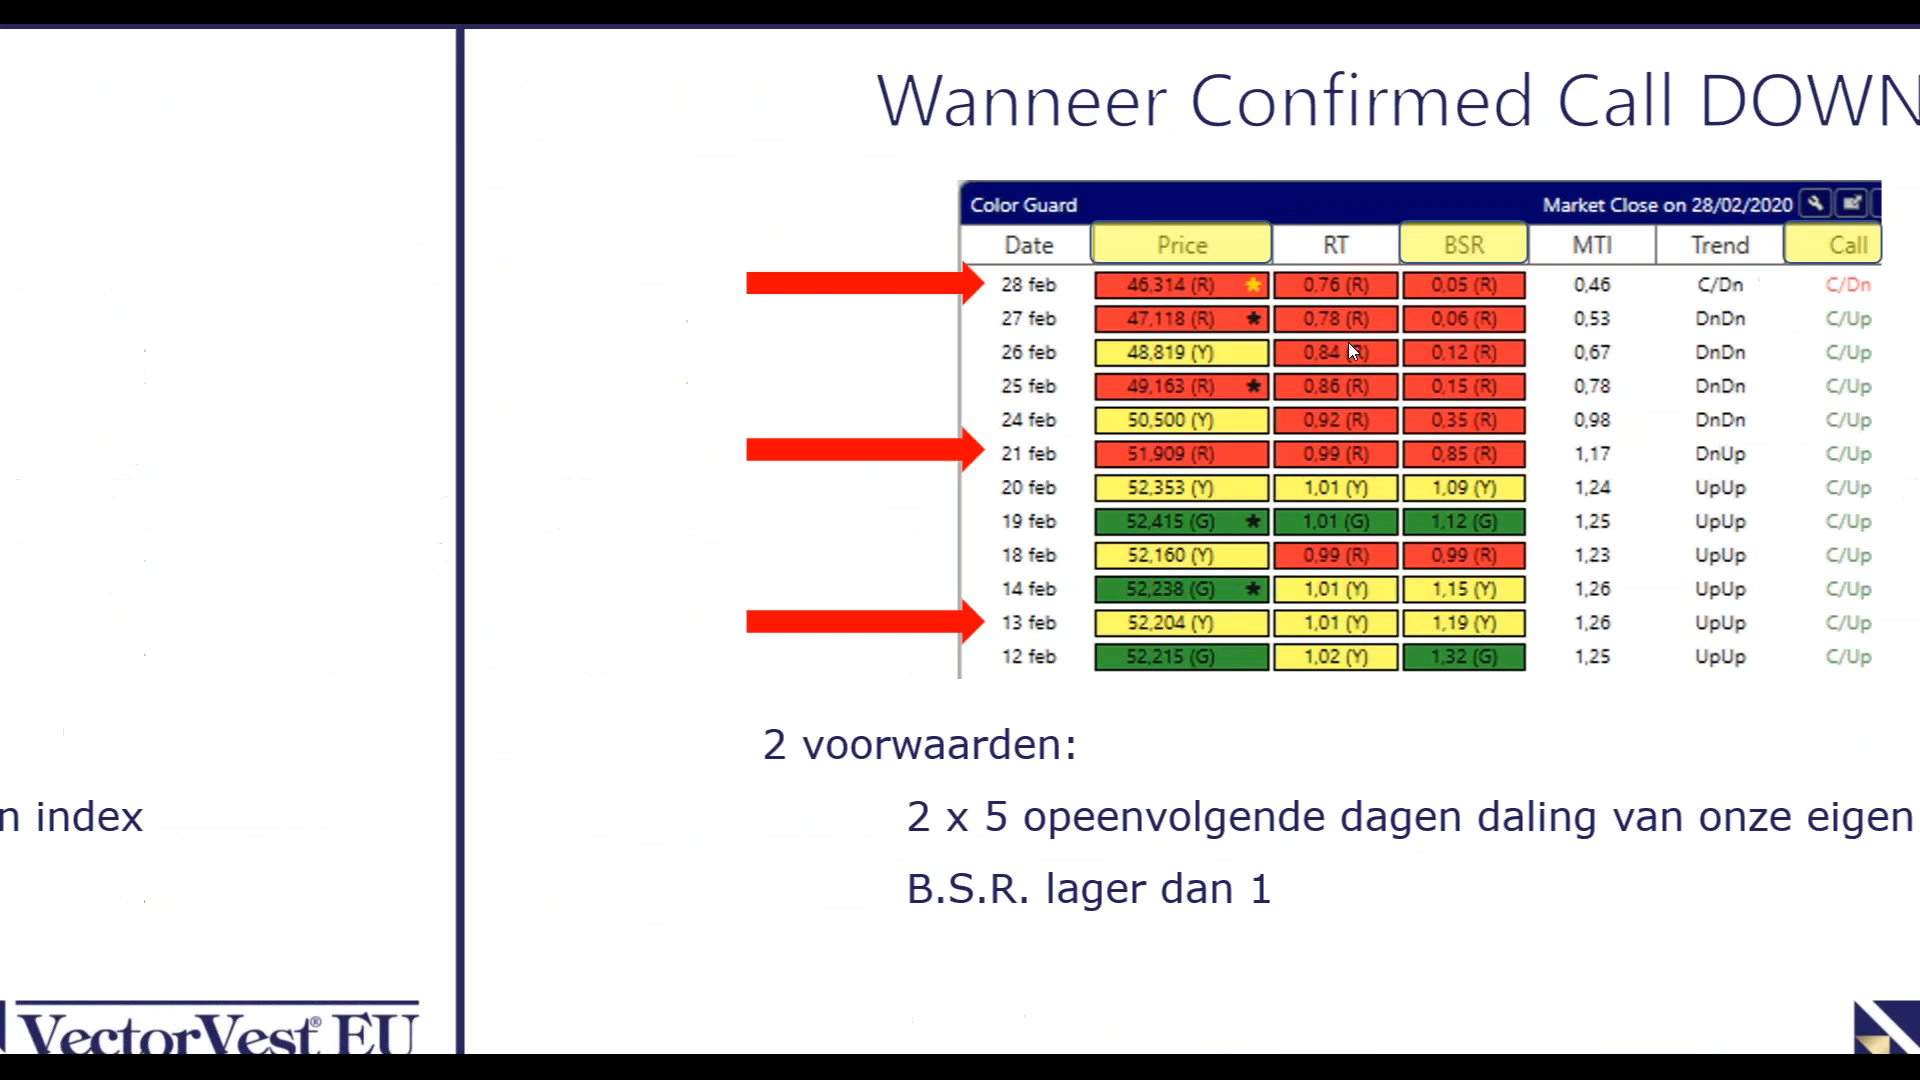 Wanneer Confirmed Call DOWN
Color Guard Market Close on 28/02/2020
Date Price RT BSR MTI Trend Call
28 feb 46,314 (R) * 0,76 (R) 0,05 (R) 0,46 C/Dn C/Dn
27 feb 47,118 (R) * 0,78 (R) 0,06 (R) 0,53 DnDn C/Up
26 feb 48,819 (Y) 0,84 (R) 0,12 (R) 0,67 DnDn C/Up
25 feb 49,163 (R) * 0,86 (R) 0,15 (R) 0,78 DnDn C/Up
24 feb 50,500 (Y) 0,92 (R) 0,35 (R) 0,98 DnDn C/Up
21 feb 51,909 (R) 0,99 (R) 0,85 (R) 1,17 DnUp C/Up
20 feb 52,353 (Y) 1,01 (Y) 1,09 (Y) 1,24 UpUp C/Up
19 feb 52,415 (G) * 1,01 (G) 1,12 (G) 1,25 UpUp C/Up
18 feb 52,160 (Y) 0,99 (R) 0,99 (R) 1,23 UpUp C/Up
14 feb 52,238 (G) * 1,01 (Y) 1,15 (Y) 1,26 UpUp C/Up
13 feb 52,204 (Y) 1,01 (Y) 1,19 (Y) 1,26 UpUp C/Up
12 feb 52,215 (G) 1,02 (Y) 1,32 (G) 1,25 UpUp C/Up
2 voorwaarden:
2 x 5 opeenvolgende dagen daling van onze eigen
B.S.R. lager dan 1
n index
VectorVest® EU